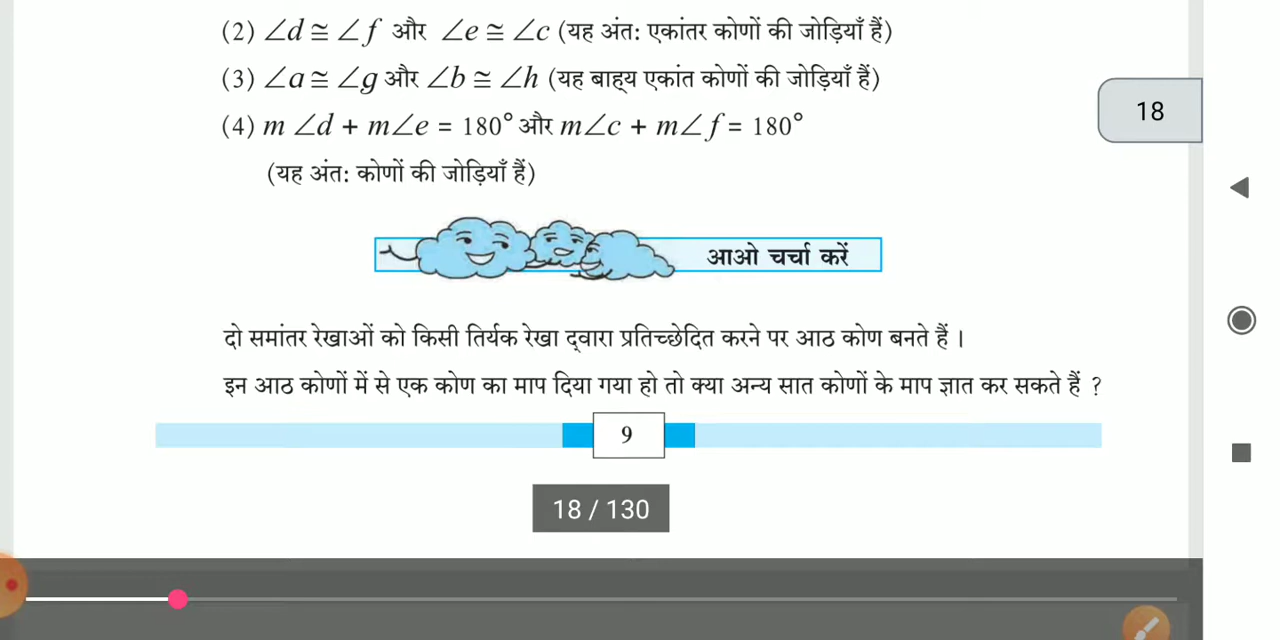 (2) ∠d ≅ ∠f और ∠e ≅ ∠c (यह अंतः एकांतर कोणों की जोड़ियाँ हैं)
(3) ∠a ≅ ∠g और ∠b ≅ ∠h (यह बाह्य एकांत कोणों की जोड़ियाँ हैं)
18
(4) m ∠d + m∠e = 180° और m∠c + m∠f = 180°
(यह अंतः कोणों की जोड़ियाँ हैं)
आओ चर्चा करें
दो समांतर रेखाओं को किसी तिर्यक रेखा द्वारा प्रतिच्छेदित करने पर आठ कोण बनते हैं ।
इन आठ कोणों में से एक कोण का माप दिया गया हो तो क्या अन्य सात कोणों के माप ज्ञात कर सकते हैं ?
9
18 / 130